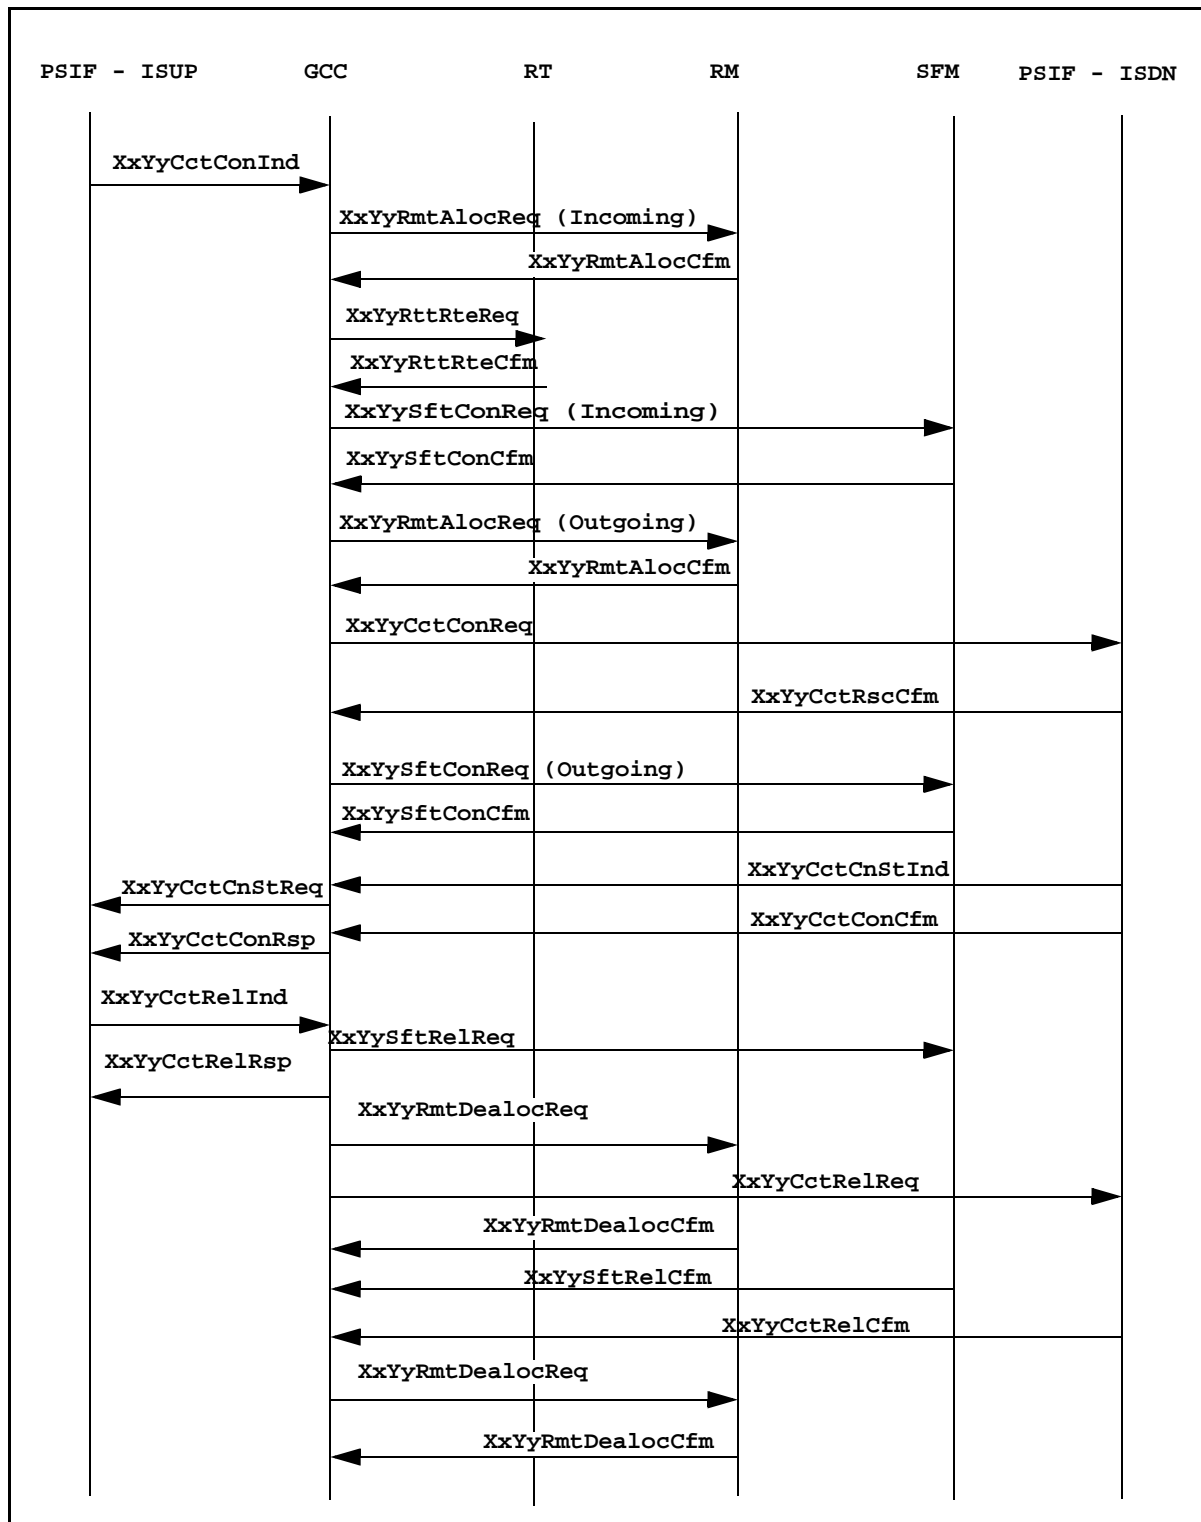 PSIF - ISUP GCC RT RM SFM PSIF - ISDN
XxYyCctConInd
XxYyRmtAlocReq (Incoming)
XxYyRmtAlocCfm
XxYyRttRteReq
XxYyRttRteCfm
XxYySftConReq (Incoming)
XxYySftConCfm
XxYyRmtAlocReq (Outgoing)
XxYyRmtAlocCfm
XxYyCctConReq
XxYyCctRscCfm
XxYySftConReq (Outgoing)
XxYySftConCfm
XxYyCctCnStInd
XxYyCctCnStReq
XxYyCctConCfm
XxYyCctConRsp
XxYyCctRelInd
XxYySftRelReq
XxYyCctRelRsp
XxYyRmtDealocReq
XxYyCctRelReq
XxYyRmtDealocCfm
XxYySftRelCfm
XxYyCctRelCfm
XxYyRmtDealocReq
XxYyRmtDealocCfm